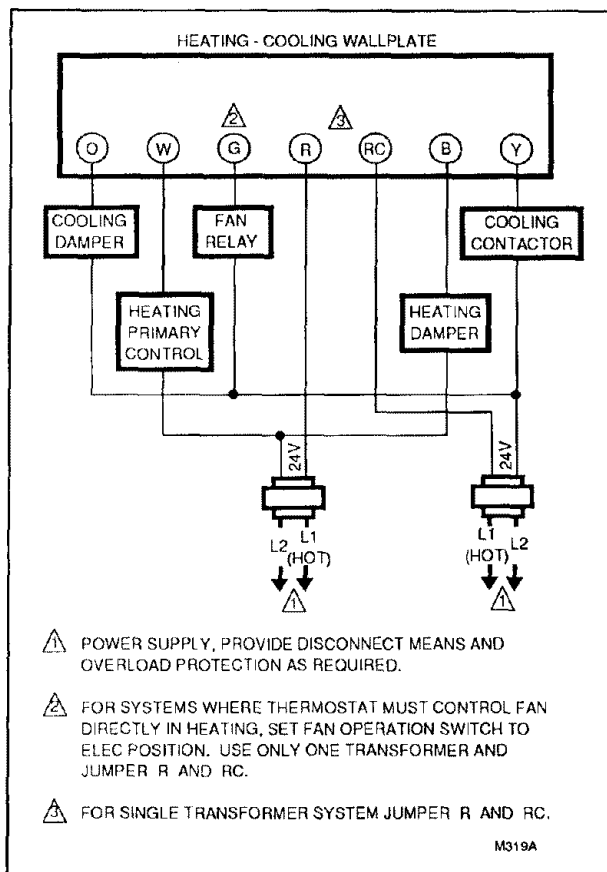 HEATING - COOLING WALLPLATE
2
3
O W G R RC B Y
COOLING
DAMPER
FAN
RELAY
COOLING
CONTACTOR
HEATING
PRIMARY
CONTROL
HEATING
DAMPER
24V
24V
L2
L1
(HOT)
L1
(HOT)
L2
1
1
1 POWER SUPPLY, PROVIDE DISCONNECT MEANS AND
OVERLOAD PROTECTION AS REQUIRED.
2 FOR SYSTEMS WHERE THERMOSTAT MUST CONTROL FAN
DIRECTLY IN HEATING, SET FAN OPERATION SWITCH TO
ELEC POSITION. USE ONLY ONE TRANSFORMER AND
JUMPER R AND RC.
3 FOR SINGLE TRANSFORMER SYSTEM JUMPER R AND RC.
M319A